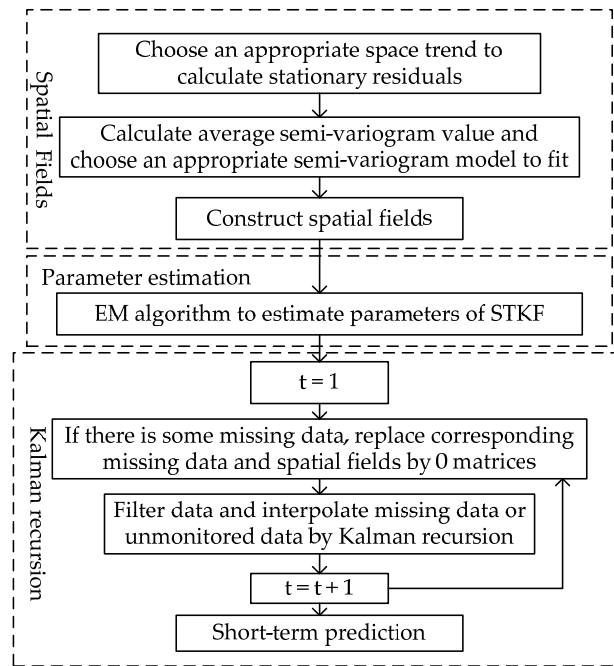 Spatial Fields
Choose an appropriate space trend to
calculate stationary residuals
Calculate average semi-variogram value and
choose an appropriate semi-variogram model to fit
Construct spatial fields
Parameter estimation
EM algorithm to estimate parameters of STKF
Kalman recursion
t = 1
If there is some missing data, replace corresponding
missing data and spatial fields by 0 matrices
Filter data and interpolate missing data or
unmonitored data by Kalman recursion
t = t + 1
Short-term prediction